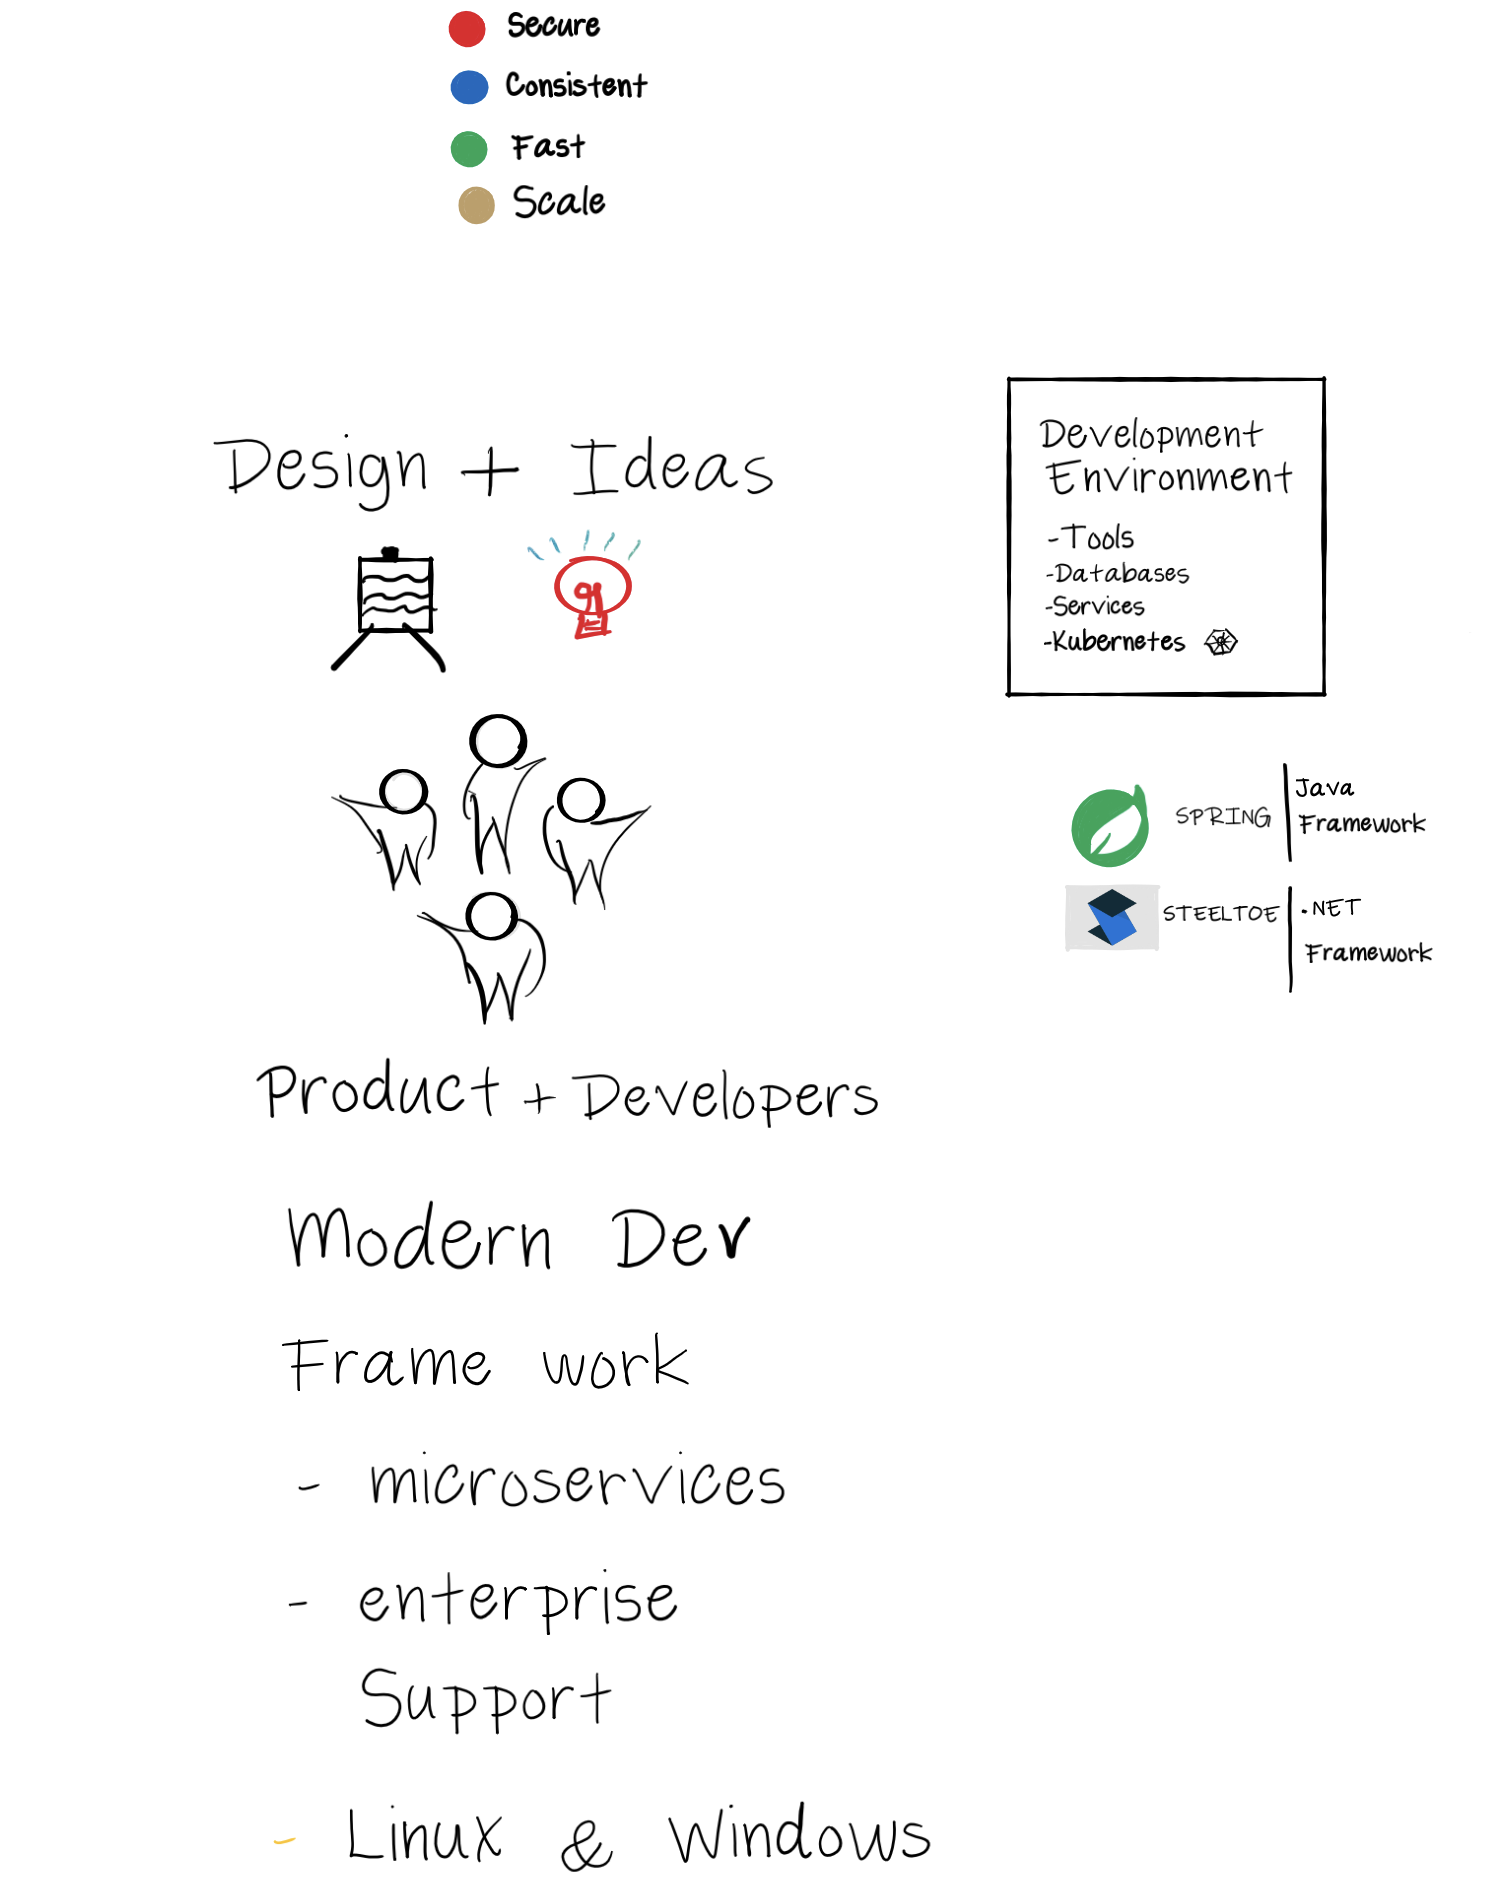 Secure
Consistent
Fast
Scale
Design + Ideas
Development
Environment
-Tools
-Databases
-Services
-Kubernetes
SPRING
Java
Framework
STEELTOE
.NET
Framework
Product + Developers
Modern Dev
Frame work
- microservices
- enterprise
Support
- Linux & Windows